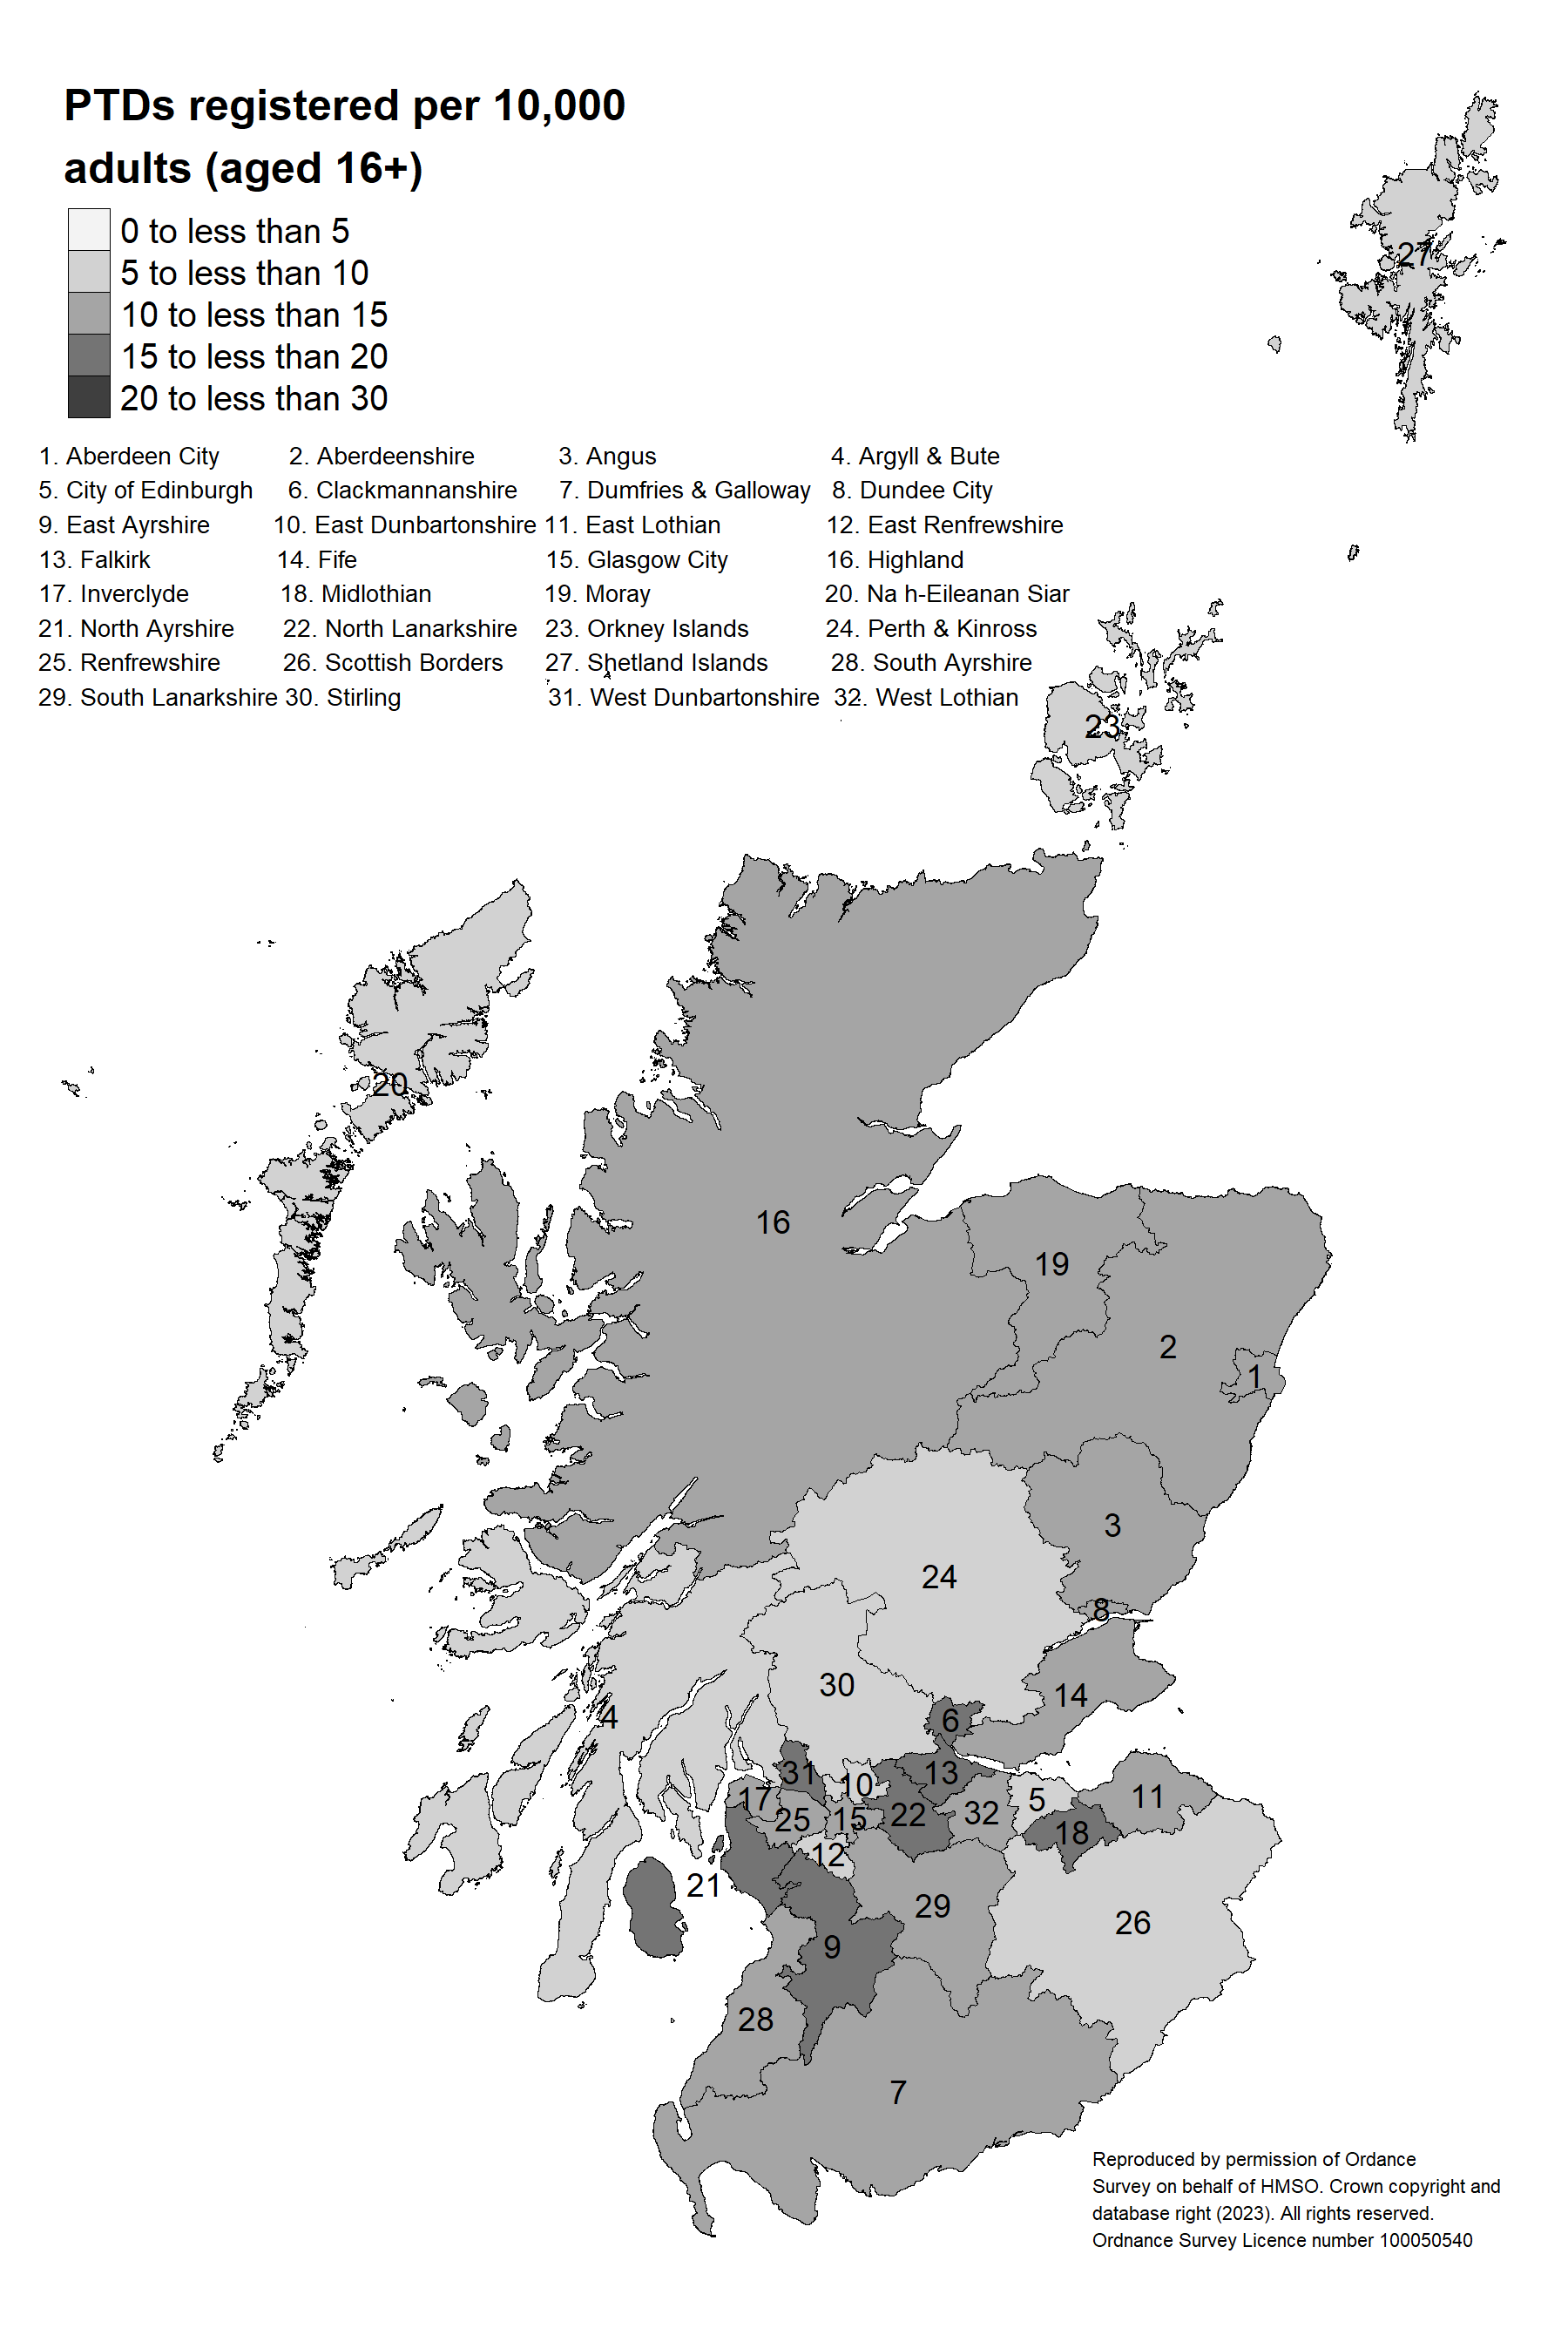 PTDs registered per 10,000
adults (aged 16+)
0 to less than 5
5 to less than 10
10 to less than 15
15 to less than 20
20 to less than 30
1. Aberdeen City 2. Aberdeenshire 3. Angus 4. Argyll & Bute
5. City of Edinburgh 6. Clackmannanshire 7. Dumfries & Galloway 8. Dundee City
9. East Ayrshire 10. East Dunbartonshire 11. East Lothian 12. East Renfrewshire
13. Falkirk 14. Fife 15. Glasgow City 16. Highland
17. Inverclyde 18. Midlothian 19. Moray 20. Na h-Eileanan Siar
21. North Ayrshire 22. North Lanarkshire 23. Orkney Islands 24. Perth & Kinross
25. Renfrewshire 26. Scottish Borders 27. Shetland Islands 28. South Ayrshire
29. South Lanarkshire 30. Stirling 31. West Dunbartonshire 32. West Lothian
27
23
20
16
19
2
1
3
24
8
30
14
4
6
31
10
13
17
5
11
25
15
22
32
18
12
21
29
26
9
28
7
Reproduced by permission of Ordance
Survey on behalf of HMSO. Crown copyright and
database right (2023). All rights reserved.
Ordnance Survey Licence number 100050540